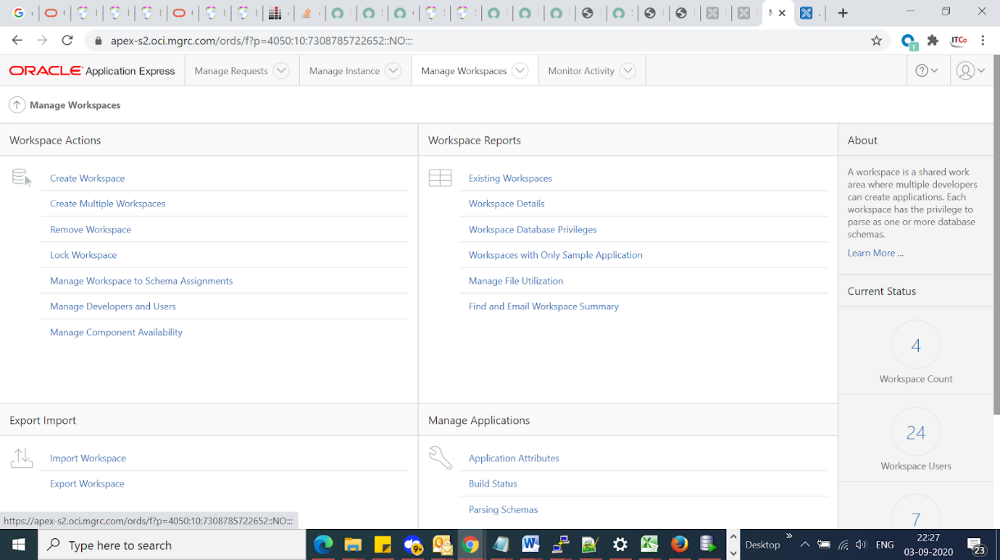 apex-s2.oci.mgrc.com/ords/f?p=4050:10:7308785722652::NO:::
ITCo
ORACLE Application Express
Manage Requests
Manage Instance
Manage Workspaces
Monitor Activity
Manage Workspaces
Workspace Actions
Create Workspace
Create Multiple Workspaces
Remove Workspace
Lock Workspace
Manage Workspace to Schema Assignments
Manage Developers and Users
Manage Component Availability
Workspace Reports
Existing Workspaces
Workspace Details
Workspace Database Privileges
Workspaces with Only Sample Application
Manage File Utilization
Find and Email Workspace Summary
About
A workspace is a shared work
area where multiple developers
can create applications. Each
workspace has the privilege to
parse as one or more database
schemas.
Learn More ...
Current Status
4
Workspace Count
24
Workspace Users
7
Export Import
Import Workspace
Export Workspace
Manage Applications
Application Attributes
Build Status
Parsing Schemas
https://apex-s2.oci.mgrc.com/ords/f?p=4050:10:7308785722652::NO:::
Type here to search
Desktop
ENG
22:27
03-09-2020
23